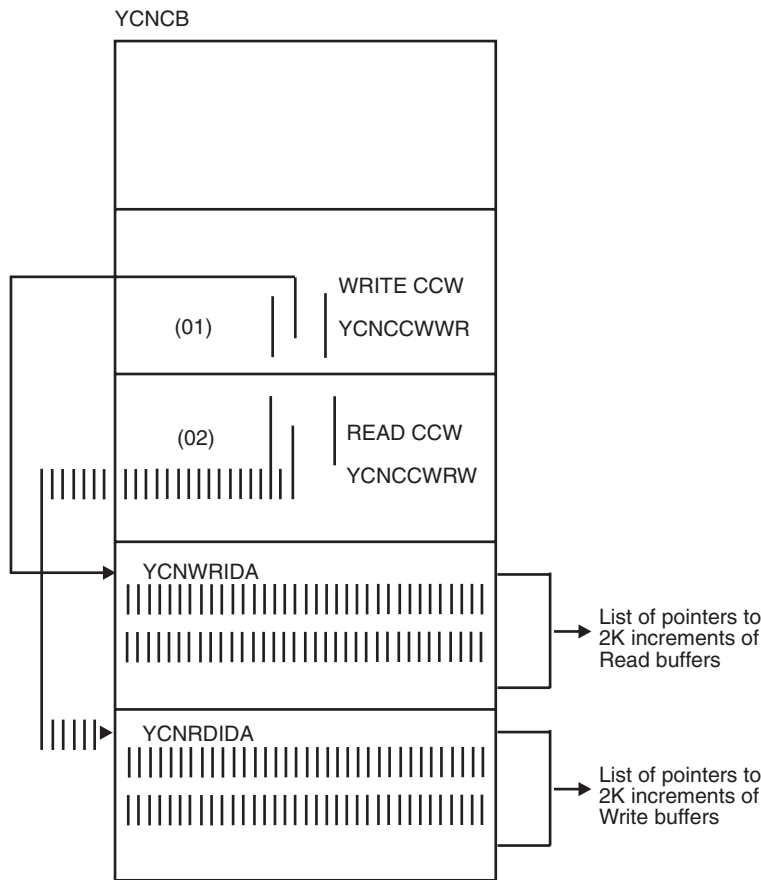 YCNCB
WRITE CCW
(01)
YCNCCWWR
(02)
READ CCW
YCNCCWRW
YCNWRIDA
List of pointers to
2K increments of
Read buffers
YCNRDIDA
List of pointers to
2K increments of
Write buffers